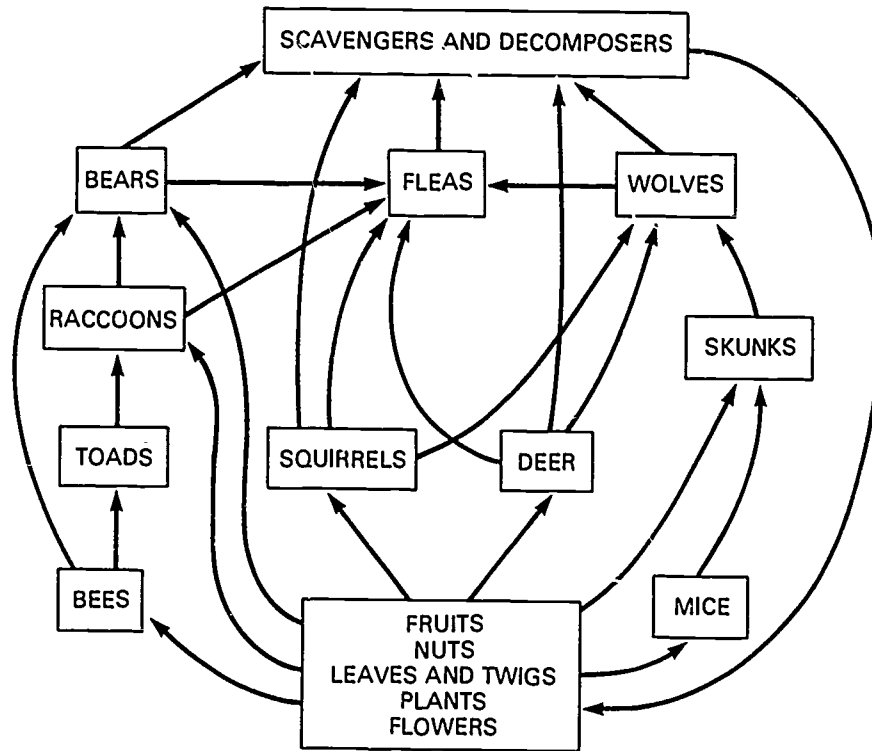 SCAVENGERS AND DECOMPOSERS
BEARS
FLEAS
WOLVES
RACCOONS
SKUNKS
TOADS
SQUIRRELS
DEER
BEES
MICE
FRUITS
NUTS
LEAVES AND TWIGS
PLANTS
FLOWERS